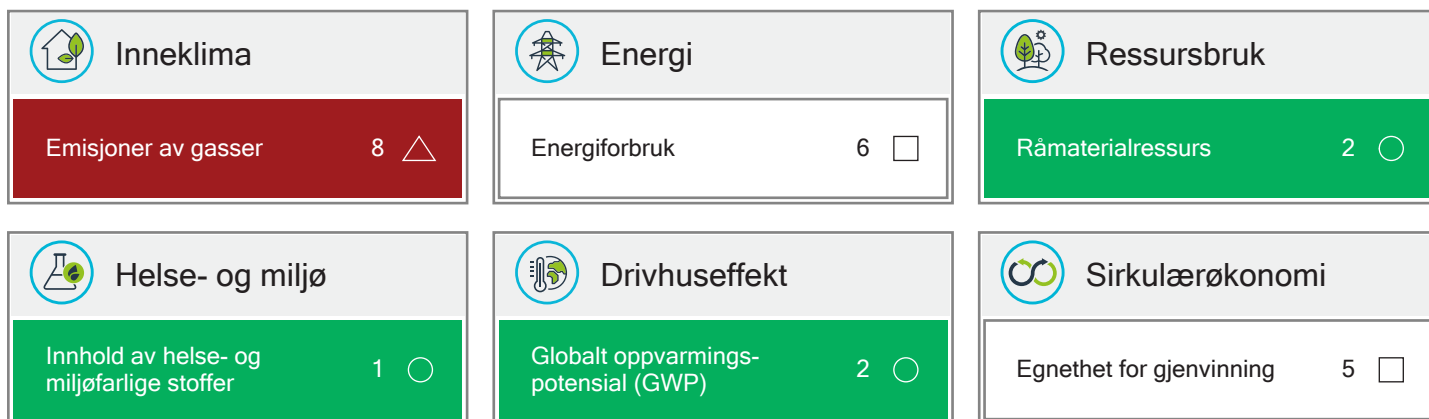 Inneklima
Emisjoner av gasser 8
Energi
Energiforbruk 6
Ressursbruk
Råmaterialressurs 2
Helse- og miljø
Innhold av helse- og
miljøfarlige stoffer 1
Drivhuseffekt
Globalt oppvarmings-
potensial (GWP) 2
Sirkulærøkonomi
Egnethet for gjenvinning 5